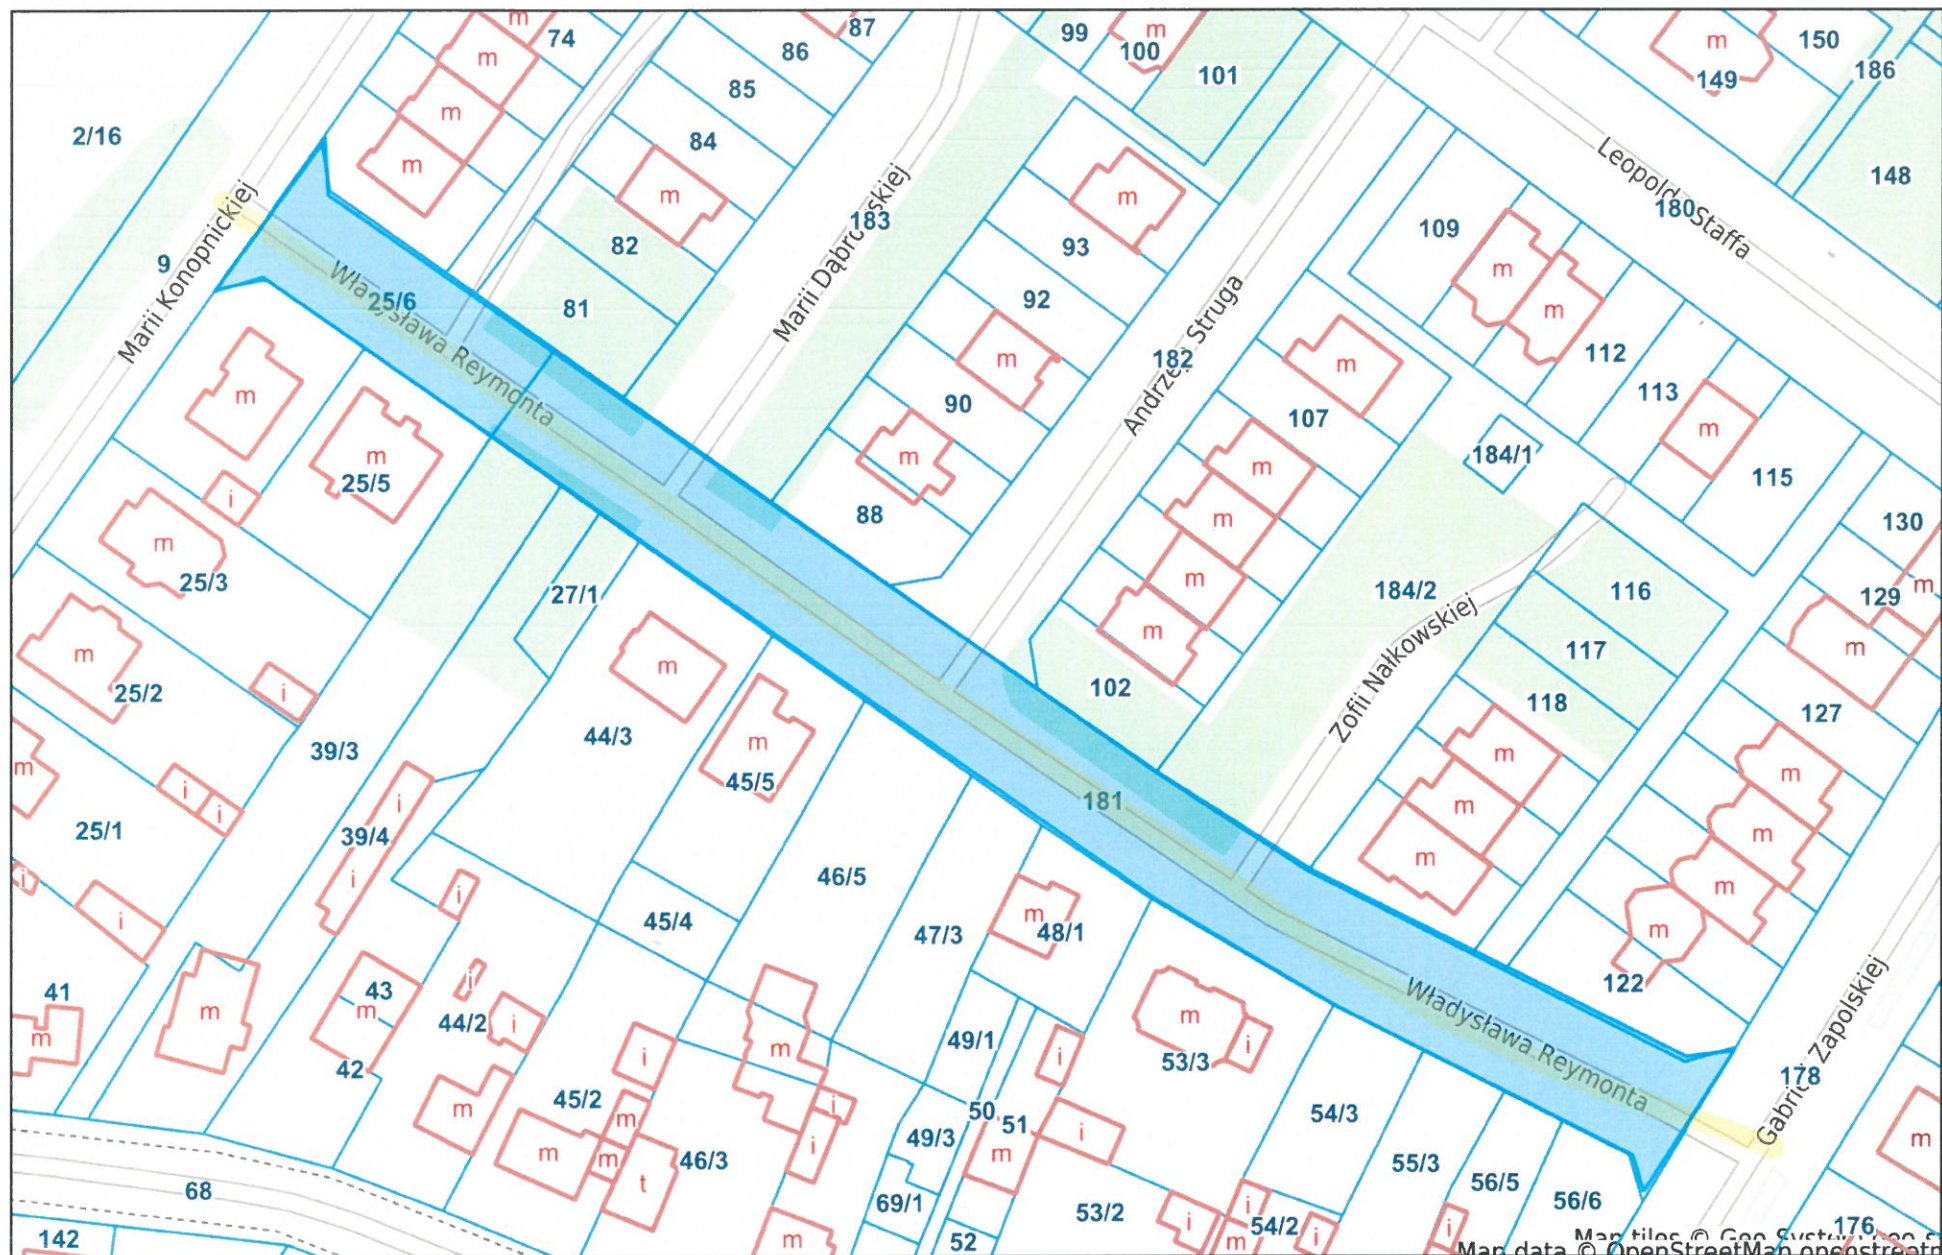 m
74
86
87
99
100
m
101
m
149
150
186
m
85
2/16
m
84
m
148
m
m
Leopolda Staffa
180
183
109
82
93
9
Marii Konopnickiej
25/6
Władysława Reymonta
81
Marii Dąbrowskiej
92
m
m
112
182
Andrzeja Struga
m
113
m
90
107
m
m
25/5
m
184/1
115
i
88
m
m
130
m
25/3
27/1
m
184/2
116
129
m
m
m
25/2
m
m
117
m
102
Zofii Nałkowskiej
118
i
127
39/3
44/3
m
45/5
m
m
m
i
i
i
181
m
m
25/1
39/4
i
i
i
i
46/5
m
m
45/4
47/3
m
48/1
m
41
43
m
i
122
Władysława Reymonta
m
m
44/2
i
i
m
49/1
i
m
53/3
i
Gabrieli Zapolskiej
178
42
m
45/2
m
i
50
51
i
54/3
49/3
m
m
m
46/3
i
m
55/3
56/5
56/6
68
t
69/1
53/2
i
i
m
54/2
i
i
176
142
m
52
Map tiles © Geo-System
Map data © OpenStreetMap